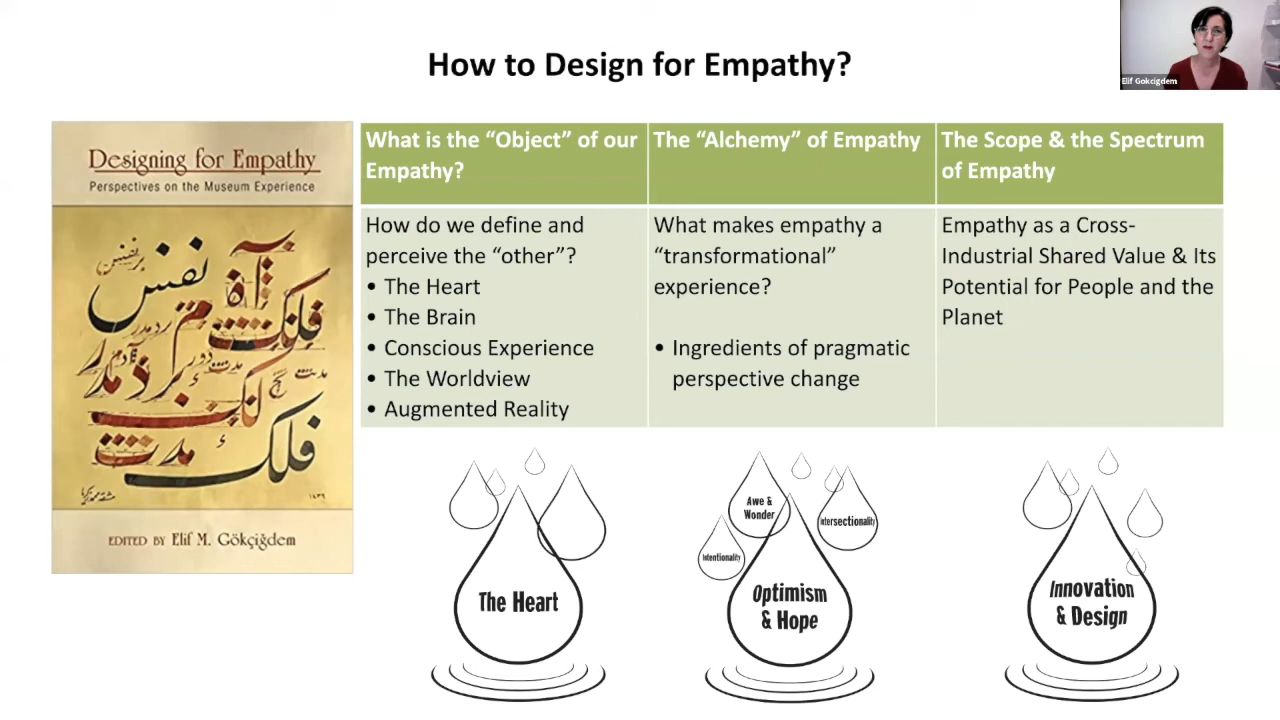 How to Design for Empathy?
Elif Gokcigdem
Designing for Empathy
Perspectives on the Museum Experience
نفس
آه
فلك
EDITED BY Elif M. Gökçiğdem
What is the “Object” of our
Empathy?
How do we define and
perceive the “other”?
• The Heart
• The Brain
• Conscious Experience
• The Worldview
• Augmented Reality
The “Alchemy” of Empathy
What makes empathy a
“transformational”
experience?
• Ingredients of pragmatic
perspective change
The Scope & the Spectrum
of Empathy
Empathy as a Cross-
Industrial Shared Value & Its
Potential for People and the
Planet
The Heart
Awe &
Wonder
Intersectionality
Intentionality
Optimism
& Hope
Innovation
& Design